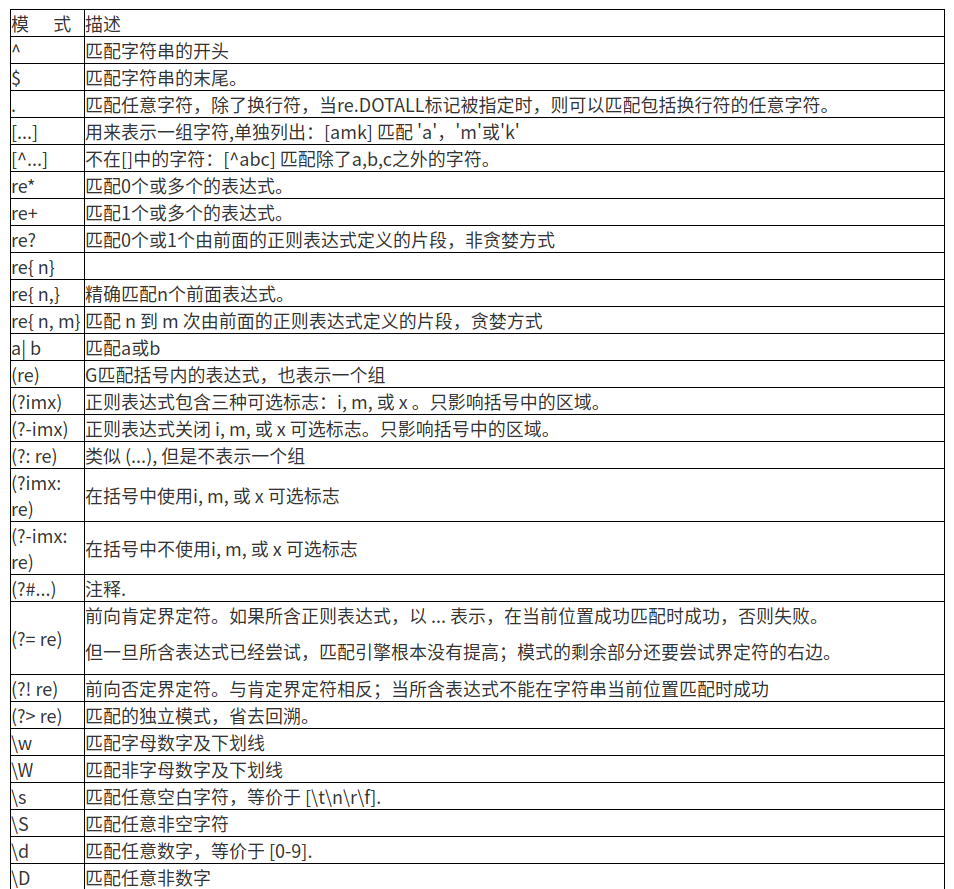 模 式 描述
^ 匹配字符串的开头
$ 匹配字符串的末尾。
. 匹配任意字符，除了换行符，当re.DOTALL标记被指定时，则可以匹配包括换行符的任意字符。
[...] 用来表示一组字符,单独列出：[amk] 匹配 'a'，'m'或'k'
[^...] 不在[]中的字符：[^abc] 匹配除了a,b,c之外的字符。
re* 匹配0个或多个的表达式。
re+ 匹配1个或多个的表达式。
re? 匹配0个或1个由前面的正则表达式定义的片段，非贪婪方式
re{ n}
re{ n,} 精确匹配n个前面表达式。
re{ n, m} 匹配 n 到 m 次由前面的正则表达式定义的片段，贪婪方式
a| b 匹配a或b
(re) G匹配括号内的表达式，也表示一个组
(?imx) 正则表达式包含三种可选标志：i, m, 或 x 。只影响括号中的区域。
(?-imx) 正则表达式关闭 i, m, 或 x 可选标志。只影响括号中的区域。
(?: re) 类似 (...), 但是不表示一个组
(?imx:
re)
在括号中使用i, m, 或 x 可选标志
(?-imx:
re)
在括号中不使用i, m, 或 x 可选标志
(?#...) 注释.
(?= re)
前向肯定界定符。如果所含正则表达式，以 ... 表示，在当前位置成功匹配时成功，否则失败。
但一旦所含表达式已经尝试，匹配引擎根本没有提高；模式的剩余部分还要尝试界定符的右边。
(?! re) 前向否定界定符。与肯定界定符相反；当所含表达式不能在字符串当前位置匹配时成功
(?> re) 匹配的独立模式，省去回溯。
\w 匹配字母数字及下划线
\W 匹配非字母数字及下划线
\s 匹配任意空白字符，等价于 [\t\n\r\f].
\S 匹配任意非空字符
\d 匹配任意数字，等价于 [0-9].
\D 匹配任意非数字